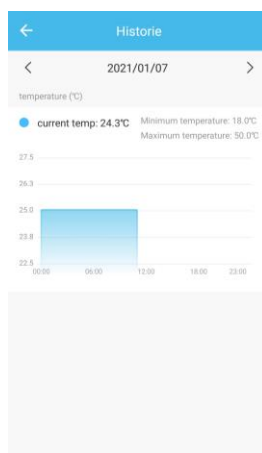 Historie
2021/01/07
temperature (℃)
current temp: 24.3℃
Minimum temperature: 18.0℃
Maximum temperature: 50.0℃
27.5
26.3
25.0
23.8
22.5
00:00 06:00 12:00 18:00 23:00